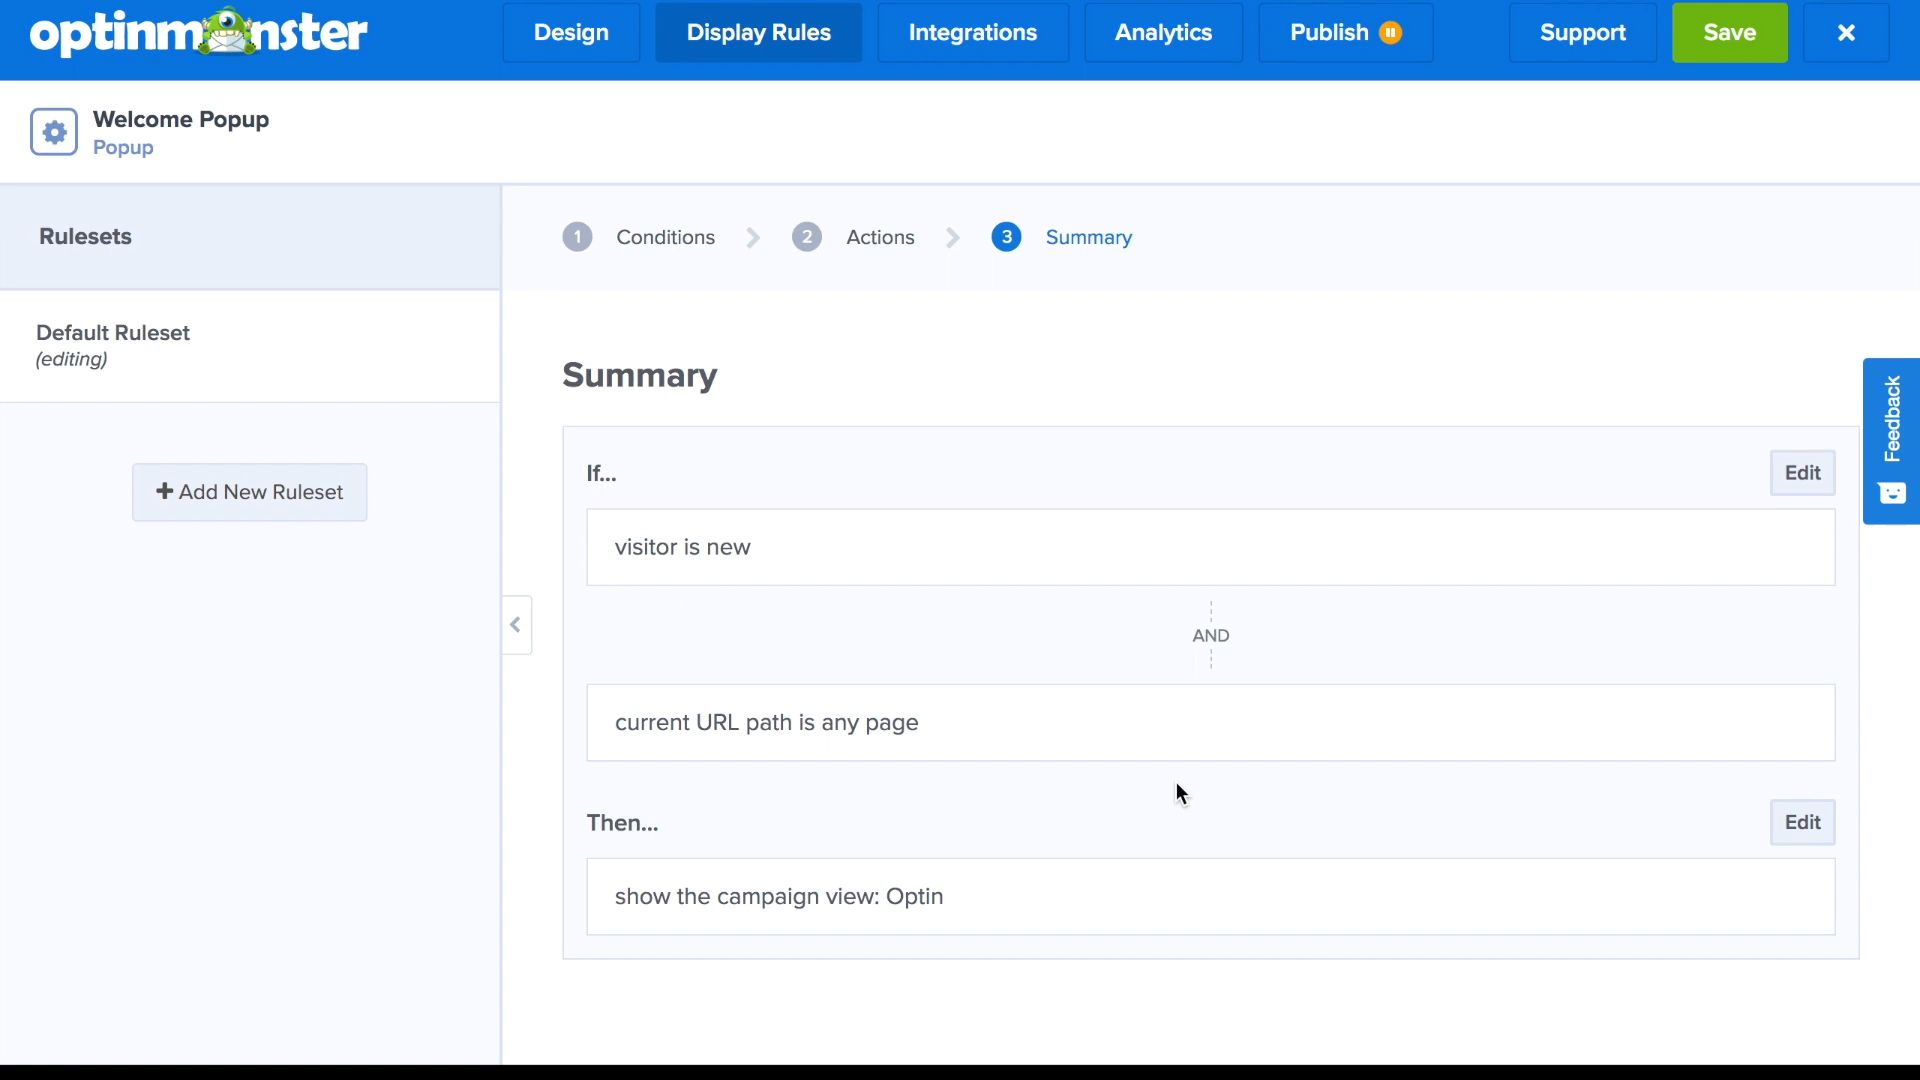 optinmonster
Design
Display Rules
Integrations
Analytics
Publish
Support
Save
Welcome Popup
Popup
Rulesets
1 Conditions
2 Actions
3 Summary
Default Ruleset
(editing)
+ Add New Ruleset
Summary
If...
Edit
visitor is new
AND
current URL path is any page
Then...
Edit
show the campaign view: Optin
Feedback